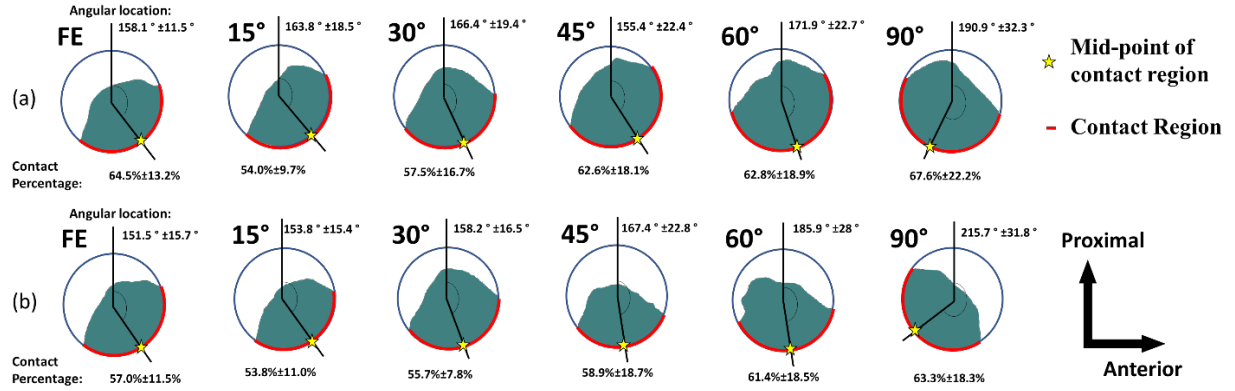 Angular location:
158.1 ° ±11.5°
163.8 ° ±18.5°
166.4 ° ±19.4°
155.4 ° ±22.4°
171.9 ° ±22.7°
190.9 ° ±32.3°
FE
15°
30°
45°
60°
90°
Mid-point of
contact region
(a)
Contact Region
Contact
Percentage:
64.5%±13.2%
54.0%±9.7%
57.5%±16.7%
62.6%±18.1%
62.8%±18.9%
67.6%±22.2%
Angular location:
151.5 ° ±15.7°
153.8 ° ±15.4°
158.2 ° ±16.5°
167.4 ° ±22.8°
185.9 ° ±28°
215.7 ° ±31.8°
FE
15°
30°
45°
60°
90°
Proximal
(b)
Anterior
Contact
Percentage:
57.0%±11.5%
53.8%±11.0%
55.7%±7.8%
58.9%±18.7%
61.4%±18.5%
63.3%±18.3%